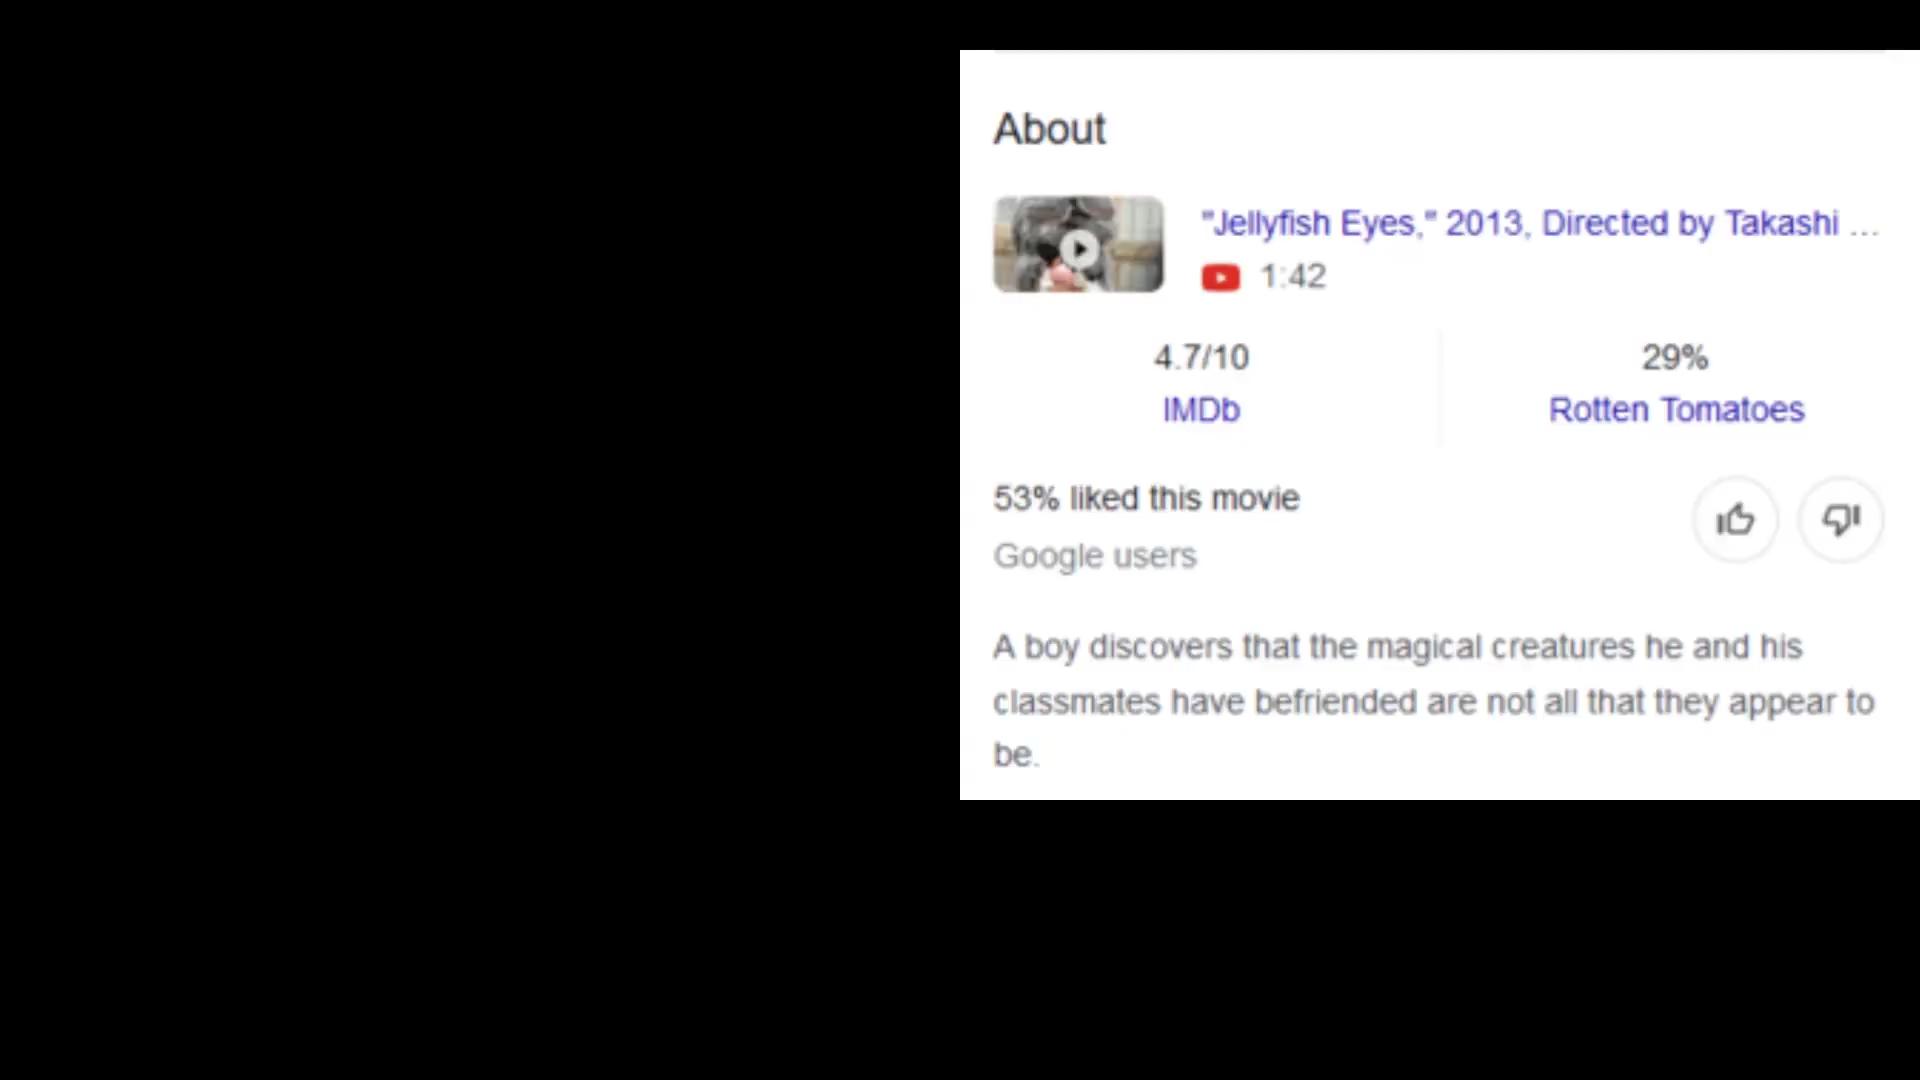 About
"Jellyfish Eyes," 2013, Directed by Takashi ...
1:42
4.7/10
IMDb
29%
Rotten Tomatoes
53% liked this movie
Google users
A boy discovers that the magical creatures he and his
classmates have befriended are not all that they appear to
be.